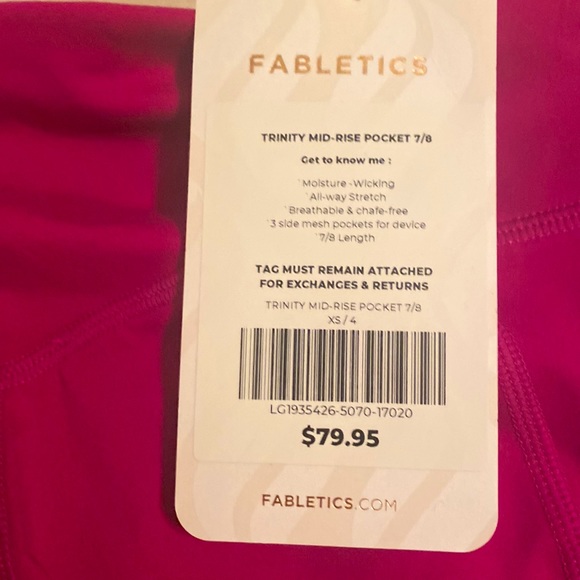 FABLETICS
TRINITY MID-RISE POCKET 7/8
Get to know me :
*Moisture -Wicking
*All-way Stretch
*Breathable & chafe-free
*3 side mesh pockets for device
*7/8 Length
TAG MUST REMAIN ATTACHED
FOR EXCHANGES & RETURNS
TRINITY MID-RISE POCKET 7/8
XS / 4
LG1935426-5070-17020
$79.95
FABLETICS.COM